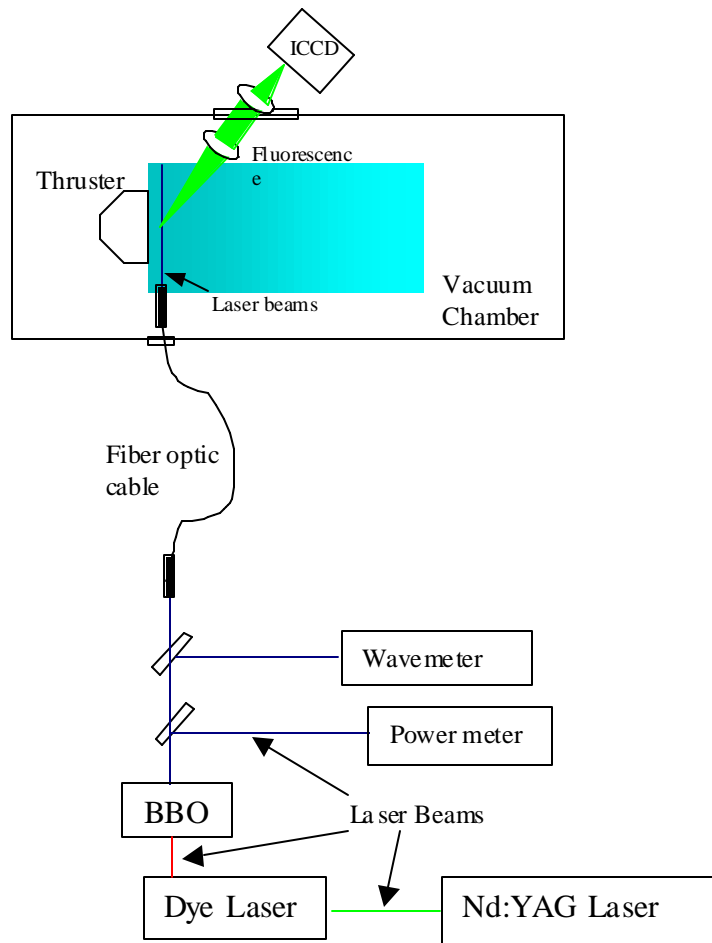 ICCD
Fluorescenc
e
Thruster
Laser beams
Vacuum
Chamber
Fiber optic
cable
Wavemeter
Power meter
BBO
Laser Beams
Dye Laser
Nd:YAG Laser